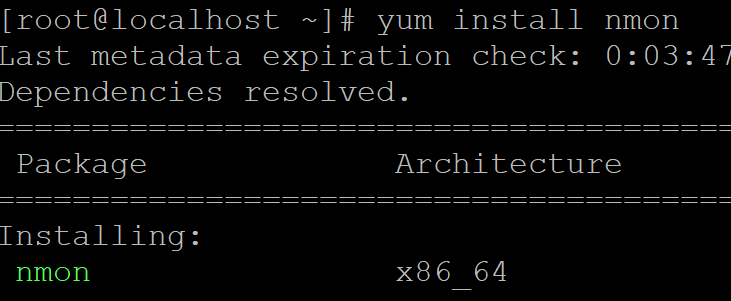 [root@localhost ~]# yum install nmon
Last metadata expiration check: 0:03:47
Dependencies resolved.
========================================
Package Architecture
========================================
Installing:
nmon x86_64